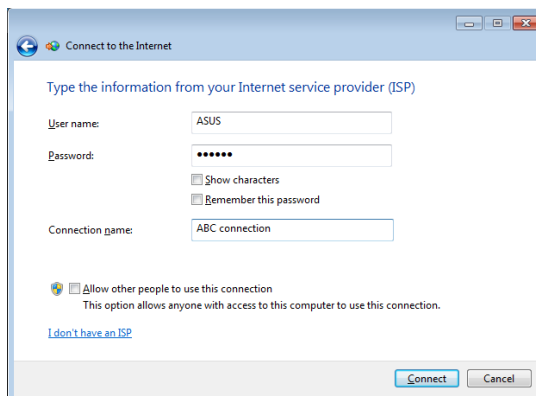 Connect to the Internet
Type the information from your Internet service provider (ISP)
User name: ASUS
Password: ••••••
Show characters
Remember this password
Connection name: ABC connection
Allow other people to use this connection
This option allows anyone with access to this computer to use this connection.
I don't have an ISP
Connect Cancel